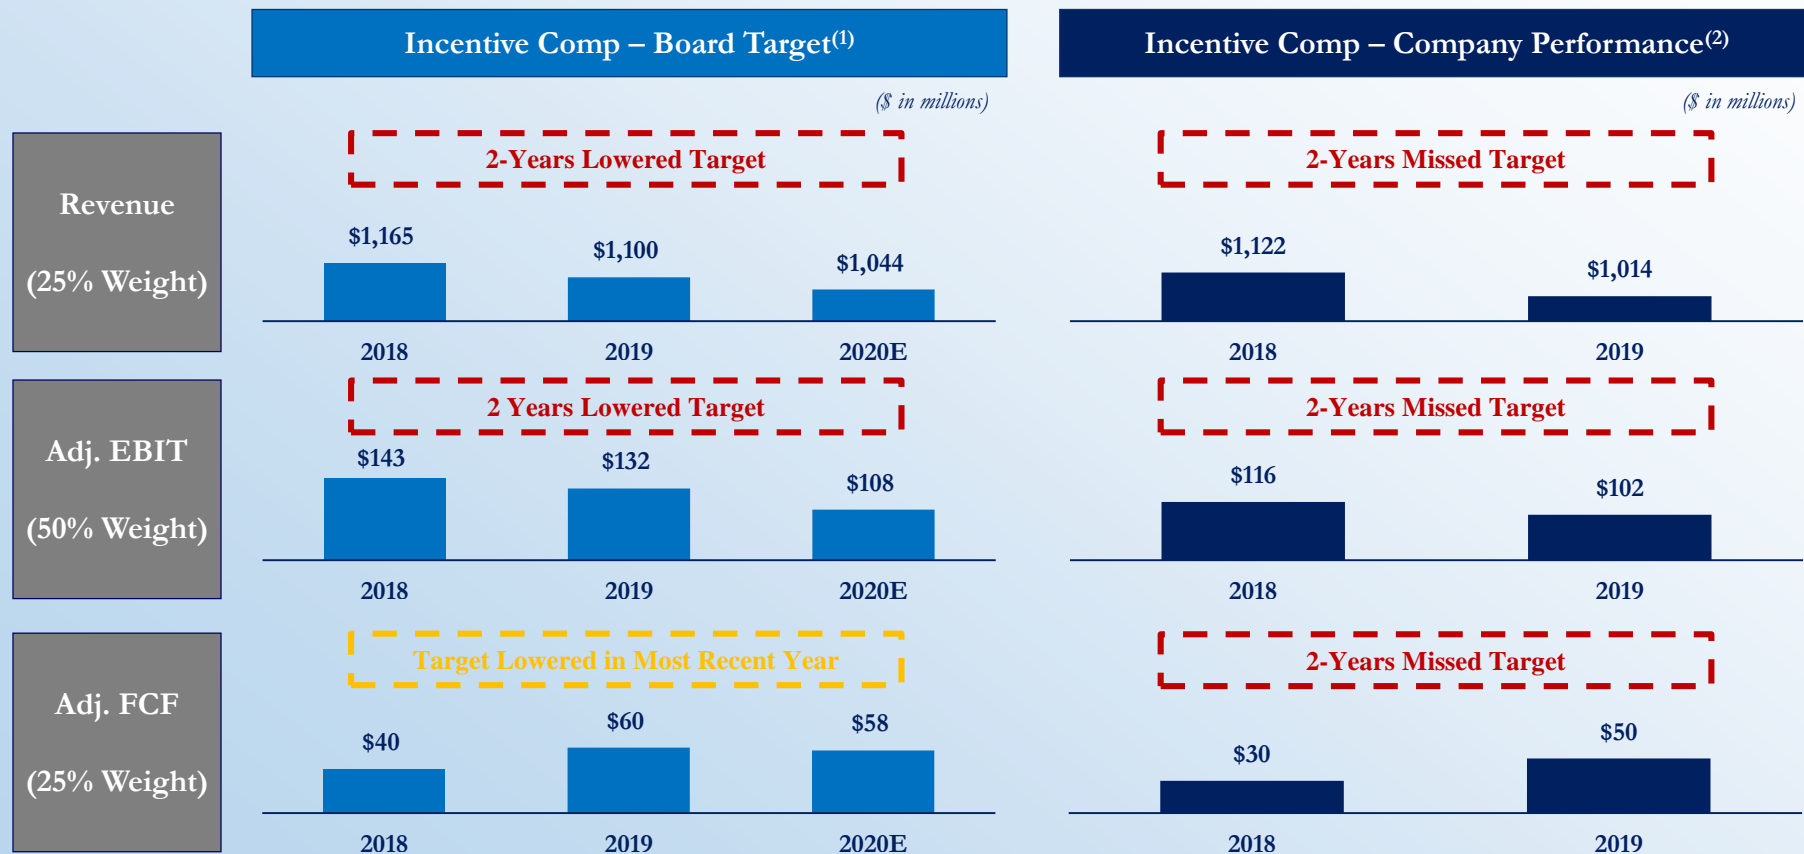 Incentive Comp – Board Target(1)
Incentive Comp – Company Performance(2)
($ in millions)
($ in millions)
Revenue
(25% Weight)
2-Years Lowered Target
$1,165
$1,100
$1,044
2018
2019
2020E
2-Years Missed Target
$1,122
$1,014
2018
2019
Adj. EBIT
(50% Weight)
2 Years Lowered Target
$143
$132
$108
2018
2019
2020E
2-Years Missed Target
$116
$102
2018
2019
Adj. FCF
(25% Weight)
Target Lowered in Most Recent Year
$40
$60
$58
2018
2019
2020E
2-Years Missed Target
$30
$50
2018
2019